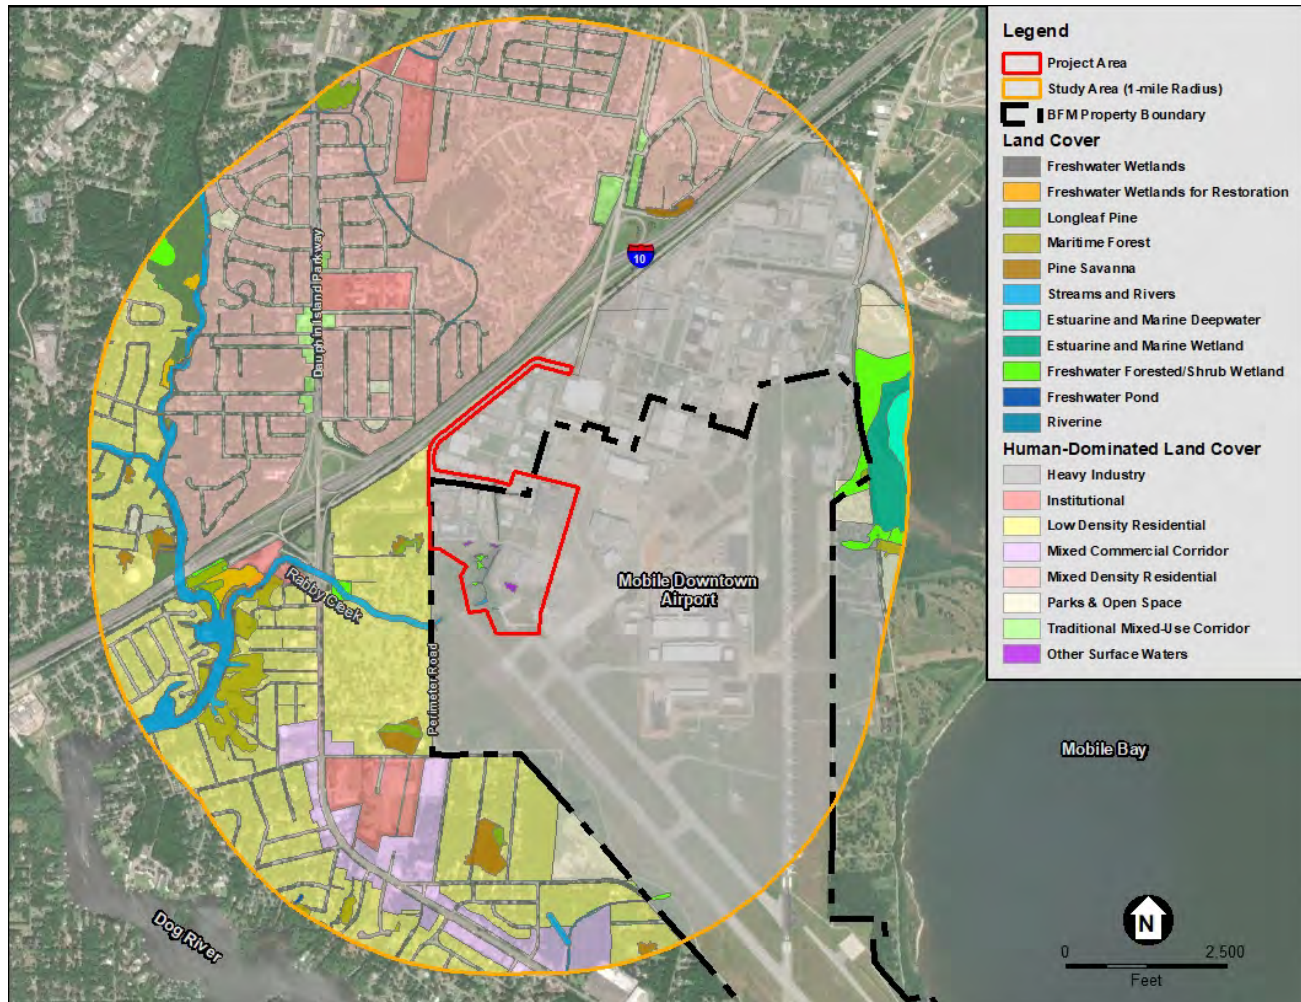 Legend
Project Area
Study Area (1-mile Radius)
BFM Property Boundary
Land Cover
Freshwater Wetlands
Freshwater Wetlands for Restoration
Longleaf Pine
Maritime Forest
Pine Savanna
Streams and Rivers
Estuarine and Marine Deepwater
Estuarine and Marine Wetland
Freshwater Forested/Shrub Wetland
Freshwater Pond
Riverine
Human-Dominated Land Cover
Heavy Industry
Institutional
Low Density Residential
Mixed Commercial Corridor
Mixed Density Residential
Parks & Open Space
Traditional Mixed-Use Corridor
Other Surface Waters
10
Dauphin Island Parkway
Rabby Creek
Mobile Downtown
Airport
Perimeter Road
Mobile Bay
Dog River
N
0 2,500
Feet